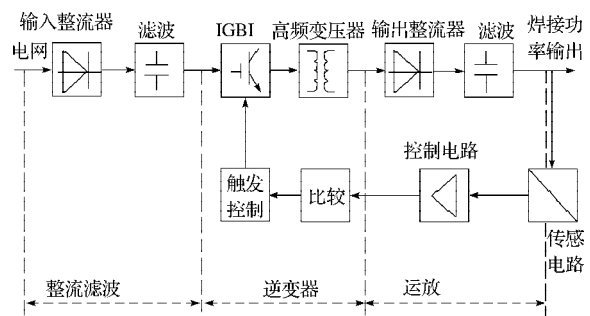 输入整流器
滤波
IGBI
高频变压器
输出整流器
滤波
焊接功
率输出
电网
触发
控制
比较
控制电路
传感
电路
整流滤波
逆变器
运放